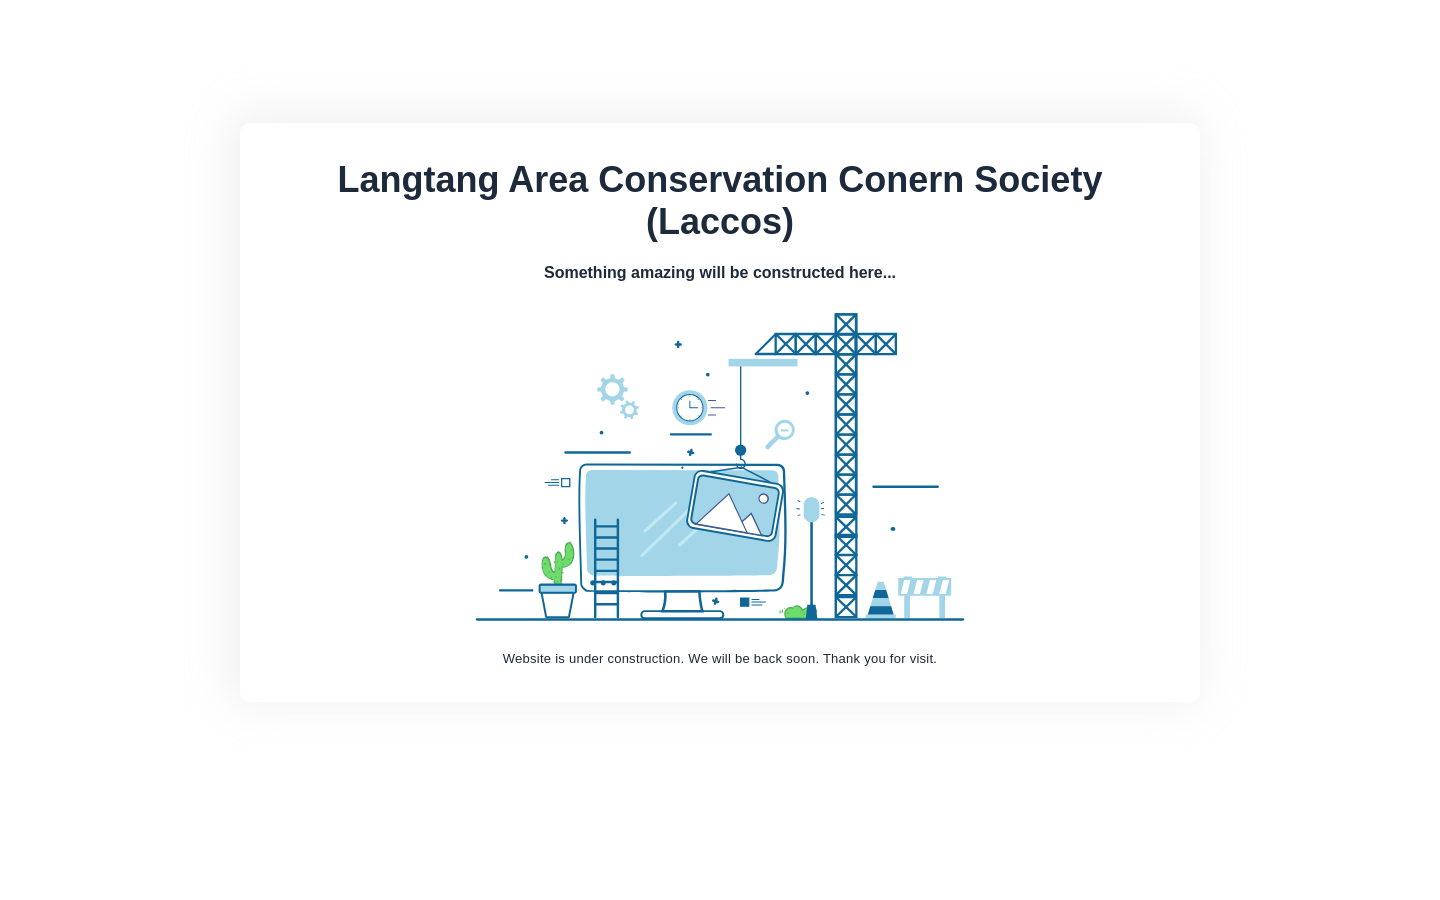 Langtang Area Conservation Conern Society
(Laccos)
Something amazing will be constructed here...
Website is under construction. We will be back soon. Thank you for visit.